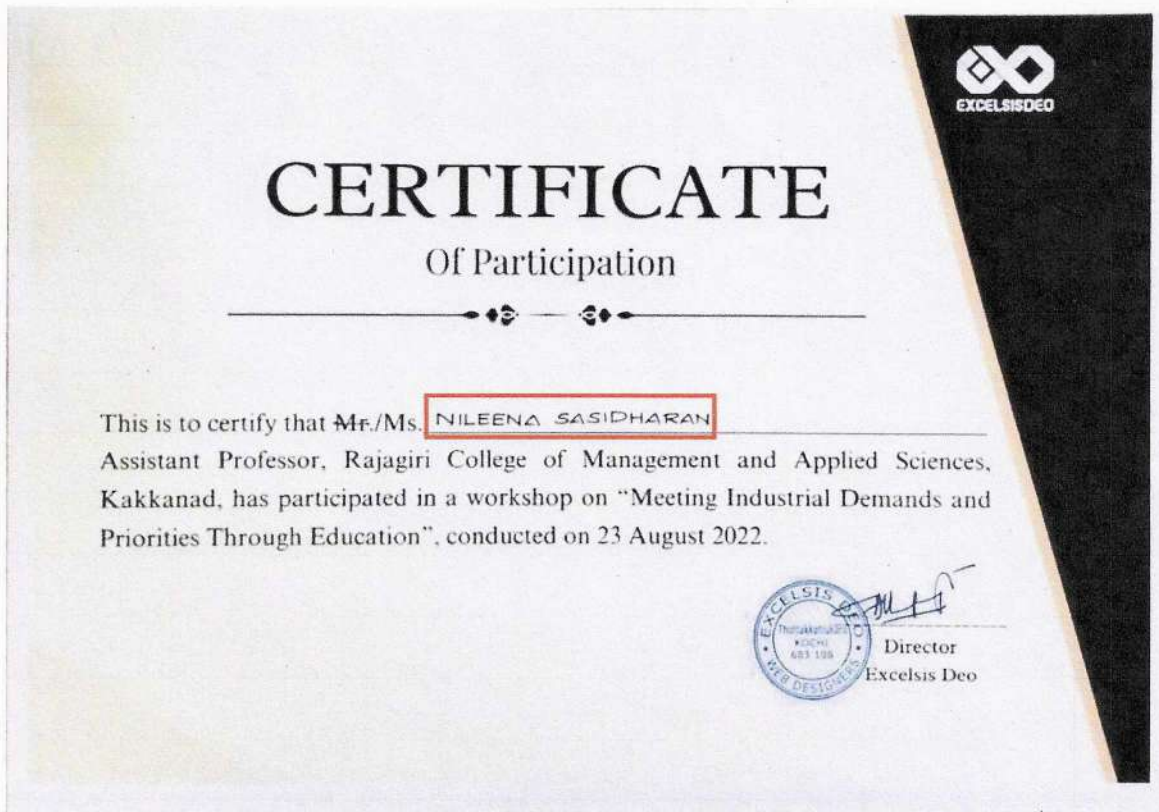 EXCELSISDEO
CERTIFICATE
Of Participation
This is to certify that Mr./Ms. NILEENA SASIDHARAN
Assistant Professor, Rajagiri College of Management and Applied Sciences,
Kakkanad, has participated in a workshop on “Meeting Industrial Demands and
Priorities Through Education”, conducted on 23 August 2022.
EXCELSIS DEO
KOCHI
WEB DESIGNERS
Director
Excelsis Deo